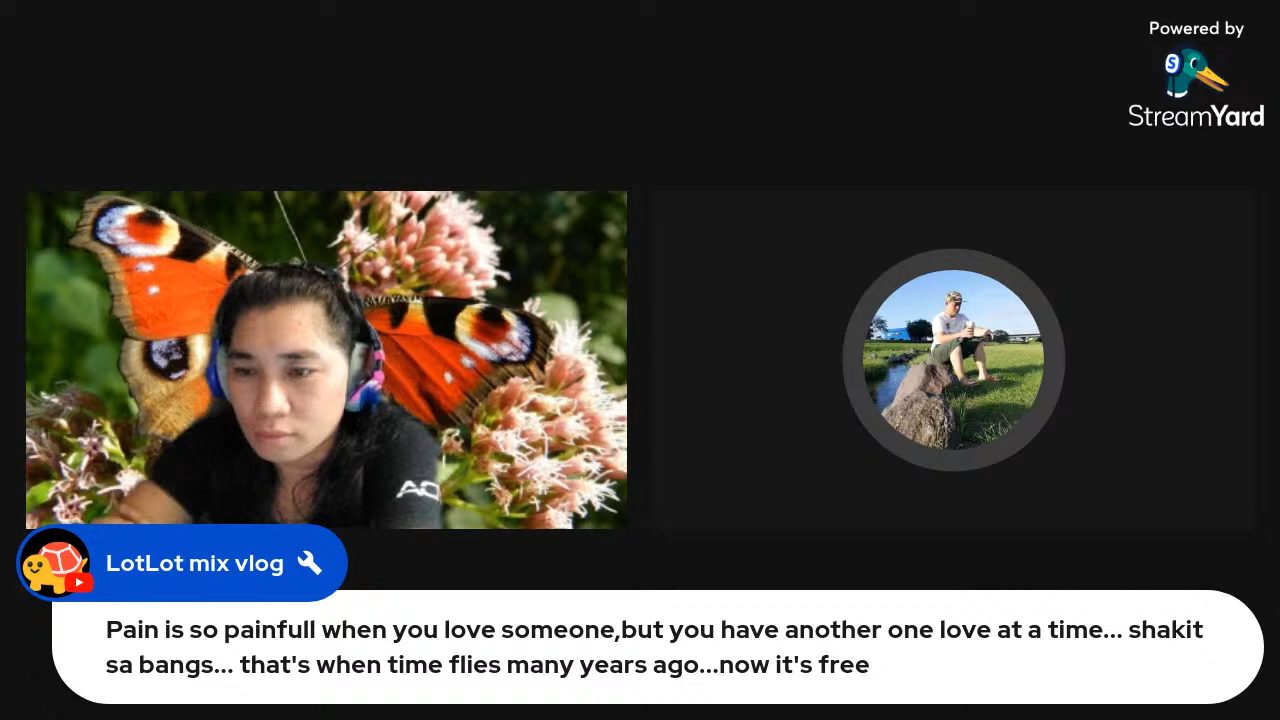 Powered by
S
StreamYard
LotLot mix vlog
Pain is so painfull when you love someone,but you have another one love at a time... shakit
sa bangs... that's when time flies many years ago...now it's free